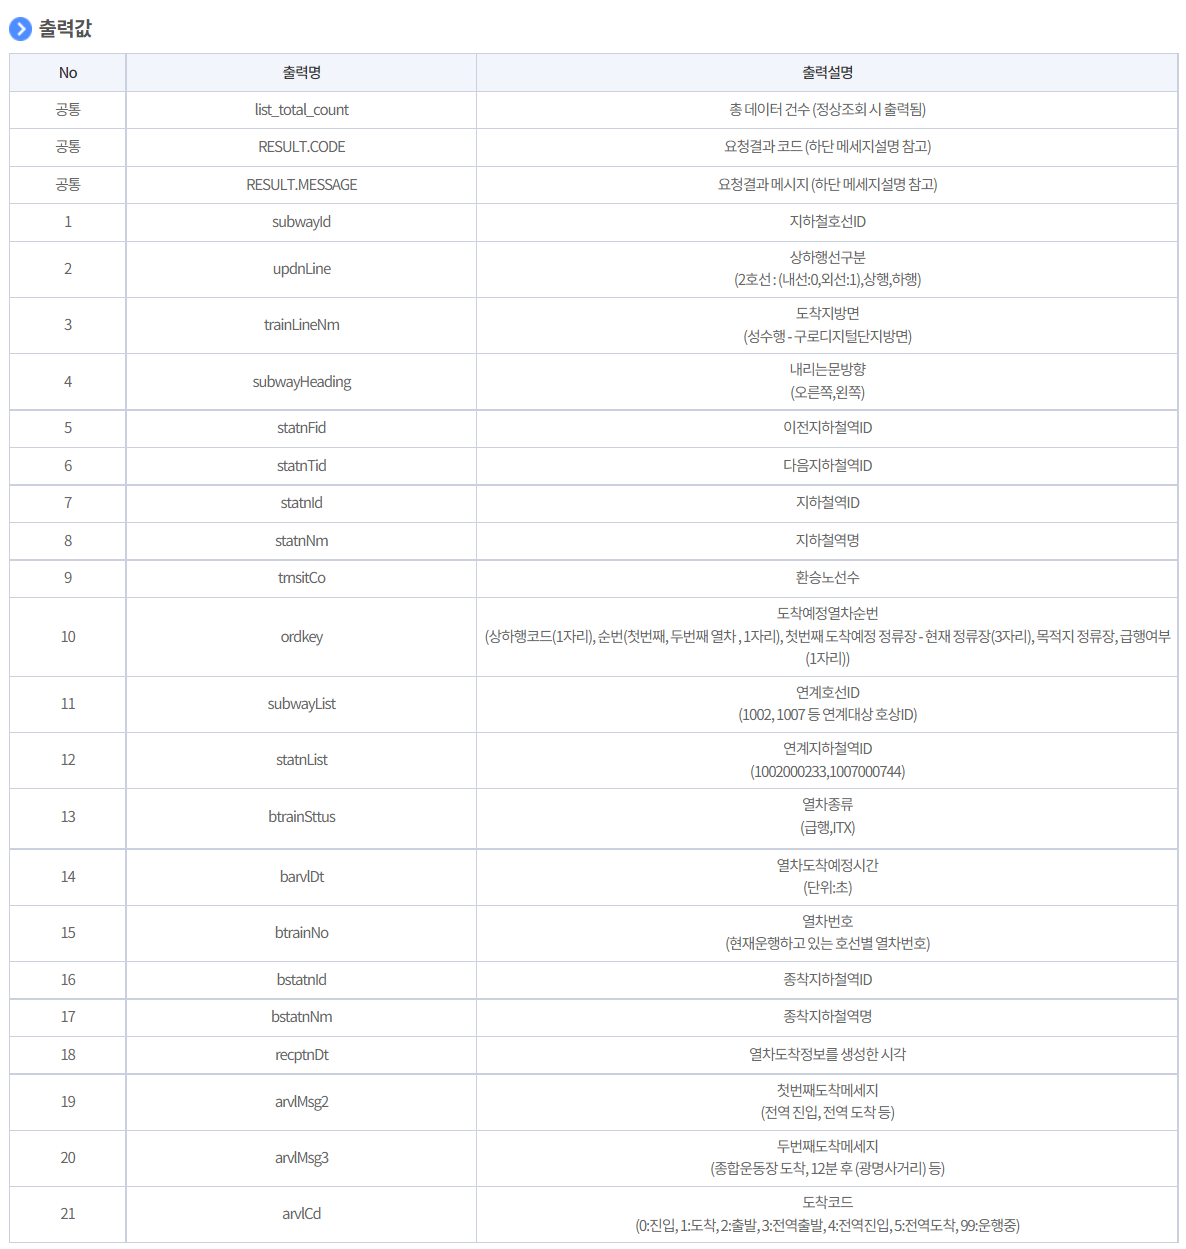 출력값
No 출력명 출력설명
공통 list_total_count 총 데이터 건수 (정상조회 시 출력됨)
공통 RESULT.CODE 요청결과 코드 (하단 메세지설명 참고)
공통 RESULT.MESSAGE 요청결과 메시지 (하단 메세지설명 참고)
1 subwayId 지하철호선ID
2 updnLine 상하행선구분
(2호선 : (내선:0,외선:1),상행,하행)
3 trainLineNm 도착지방면
(성수행 - 구로디지털단지방면)
4 subwayHeading 내리는문방향
(오른쪽,왼쪽)
5 statnFid 이전지하철역ID
6 statnTid 다음지하철역ID
7 statnId 지하철역ID
8 statnNm 지하철역명
9 trnsitCo 환승노선수
10 ordkey 도착예정열차순번
(상하행코드(1자리), 순번(첫번째, 두번째 열차 , 1자리), 첫번째 도착예정 정류장 - 현재 정류장(3자리), 목적지 정류장, 급행여부
(1자리))
11 subwayList 연계호선ID
(1002, 1007 등 연계대상 호상ID)
12 statnList 연계지하철역ID
(1002000233,1007000744)
13 btrainSttus 열차종류
(급행,ITX)
14 barvlDt 열차도착예정시간
(단위:초)
15 btrainNo 열차번호
(현재운행하고 있는 호선별 열차번호)
16 bstatnId 종착지하철역ID
17 bstatnNm 종착지하철역명
18 recptnDt 열차도착정보를 생성한 시각
19 arvlMsg2 첫번째도착메세지
(전역 진입, 전역 도착 등)
20 arvlMsg3 두번째도착메세지
(종합운동장 도착, 12분 후 (광명사거리) 등)
21 arvlCd 도착코드
(0:진입, 1:도착, 2:출발, 3:전역출발, 4:전역진입, 5:전역도착, 99:운행중)